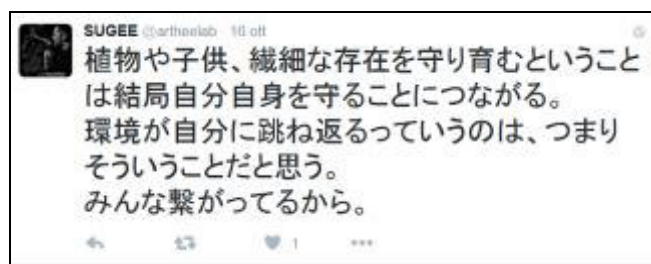 SUGEE @artheelab 16 ott
植物や子供、繊細な存在を守り育むということ
は結局自分自身を守ることにつながる。
環境が自分に跳ね返るっていうのは、つまり
そういうことだと思う。
みんな繋がってるから。
1